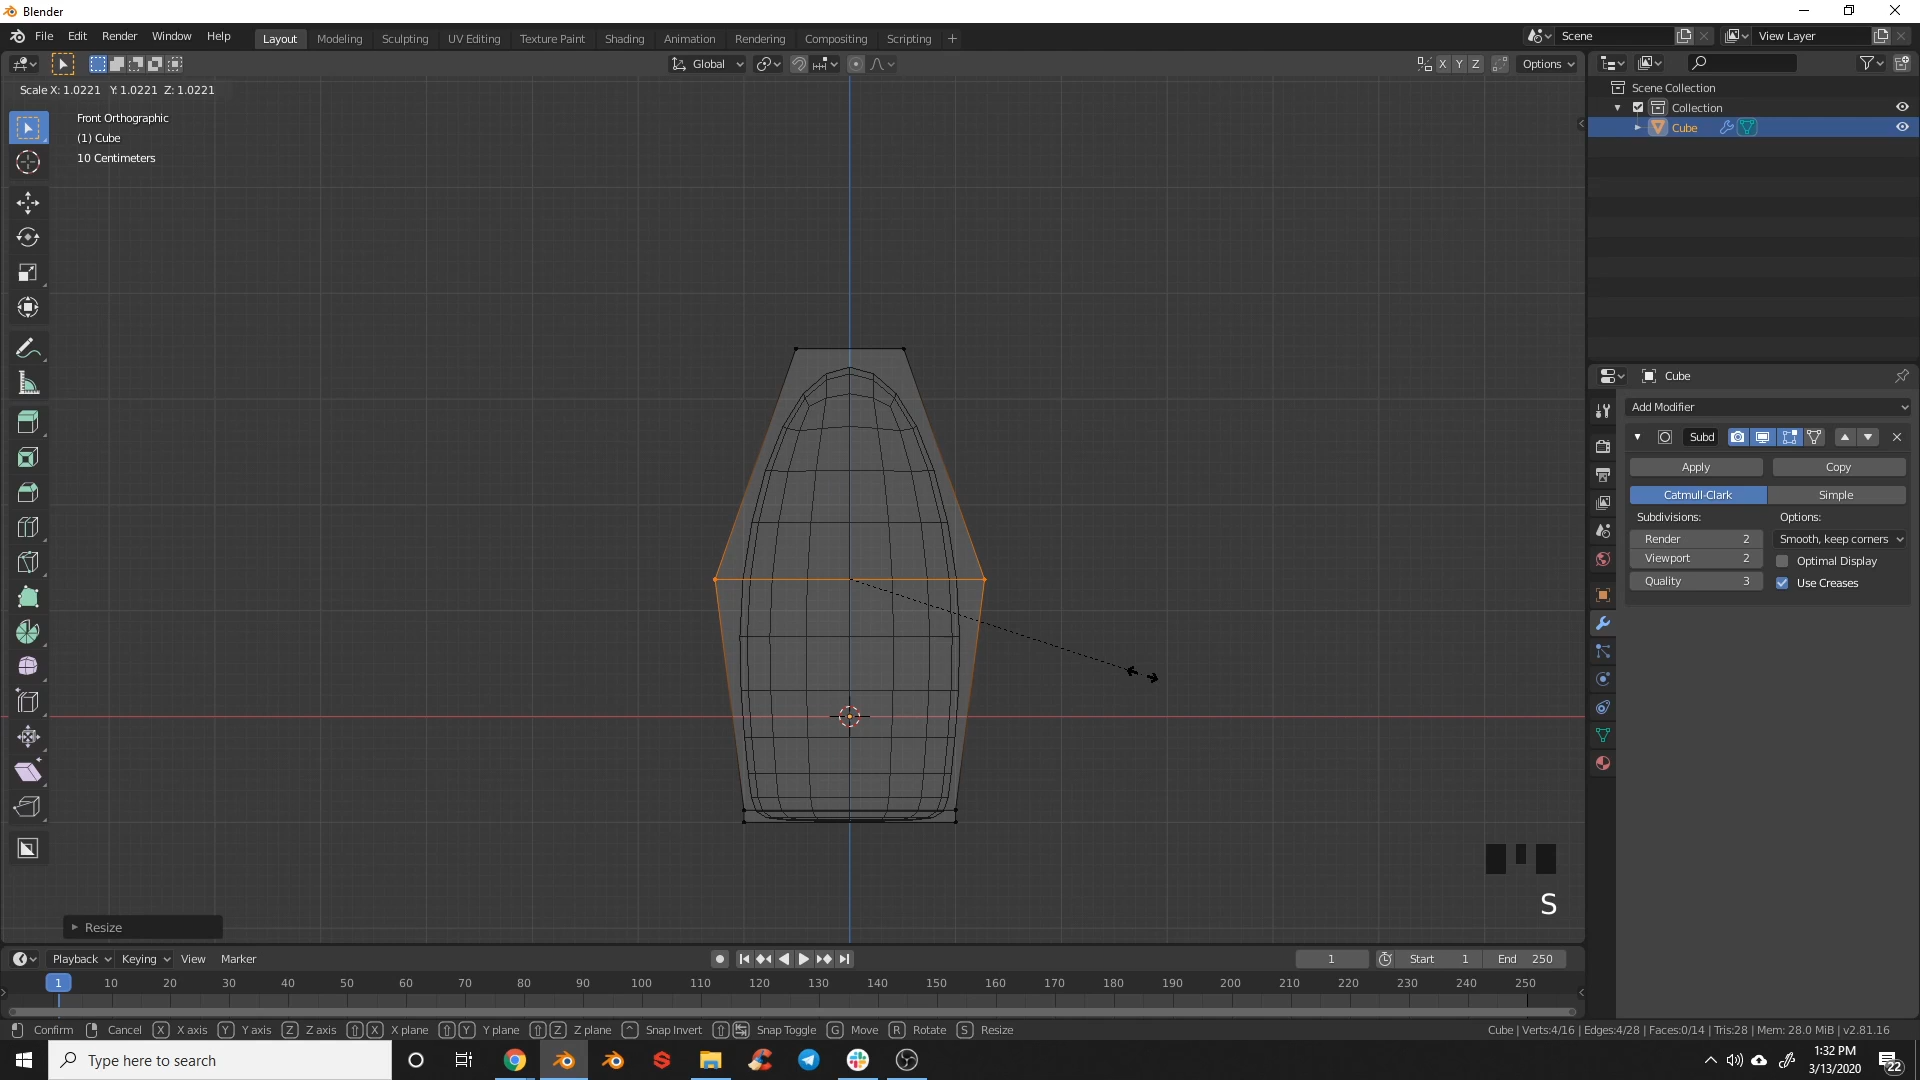 Blender
File Edit Render Window Help
Layout Modeling Sculpting UV Editing Texture Paint Shading Animation Rendering Compositing Scripting +
Scene
View Layer
Global
X Y Z
Options
Scale X: 1.0221 Y: 1.0221 Z: 1.0221
Front Orthographic
(1) Cube
10 Centimeters
Scene Collection
Collection
Cube
Cube
Add Modifier
Subd
Apply
Copy
Catmull-Clark
Simple
Subdivisions:
Options:
Render 2
Smooth, keep corners
Viewport 2
Optimal Display
Quality 3
Use Creases
S
Resize
Playback Keying View Marker
1
Start 1
End 250
1 10 20 30 40 50 60 70 80 90 100 110 120 130 140 150 160 170 180 190 200 210 220 230 240 250
Confirm Cancel X X axis Y Y axis Z Z axis X X plane Y Y plane Z Z plane Snap Invert Snap Toggle G Move R Rotate S Resize
Cube | Verts:4/16 | Edges:4/28 | Faces:0/14 | Tris:28 | Mem: 28.0 MiB | v2.81.16
Type here to search
1:32 PM
3/13/2020
22